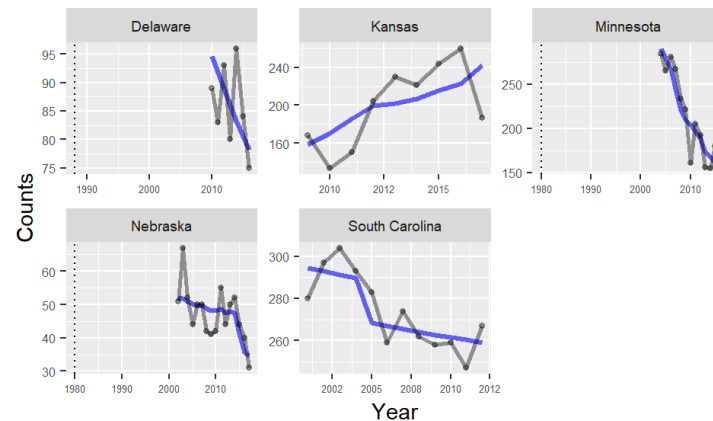 Delaware Kansas Minnesota
95
90
85
80
75
240
200
160
250
200
150
1990 2000 2010
2010 2012 2015
1980 1990 2000 2010
Counts
Nebraska South Carolina
60
50
40
30
300
280
260
1980 1990 2000 2010
2002 2005 2008 2010 2012
Year